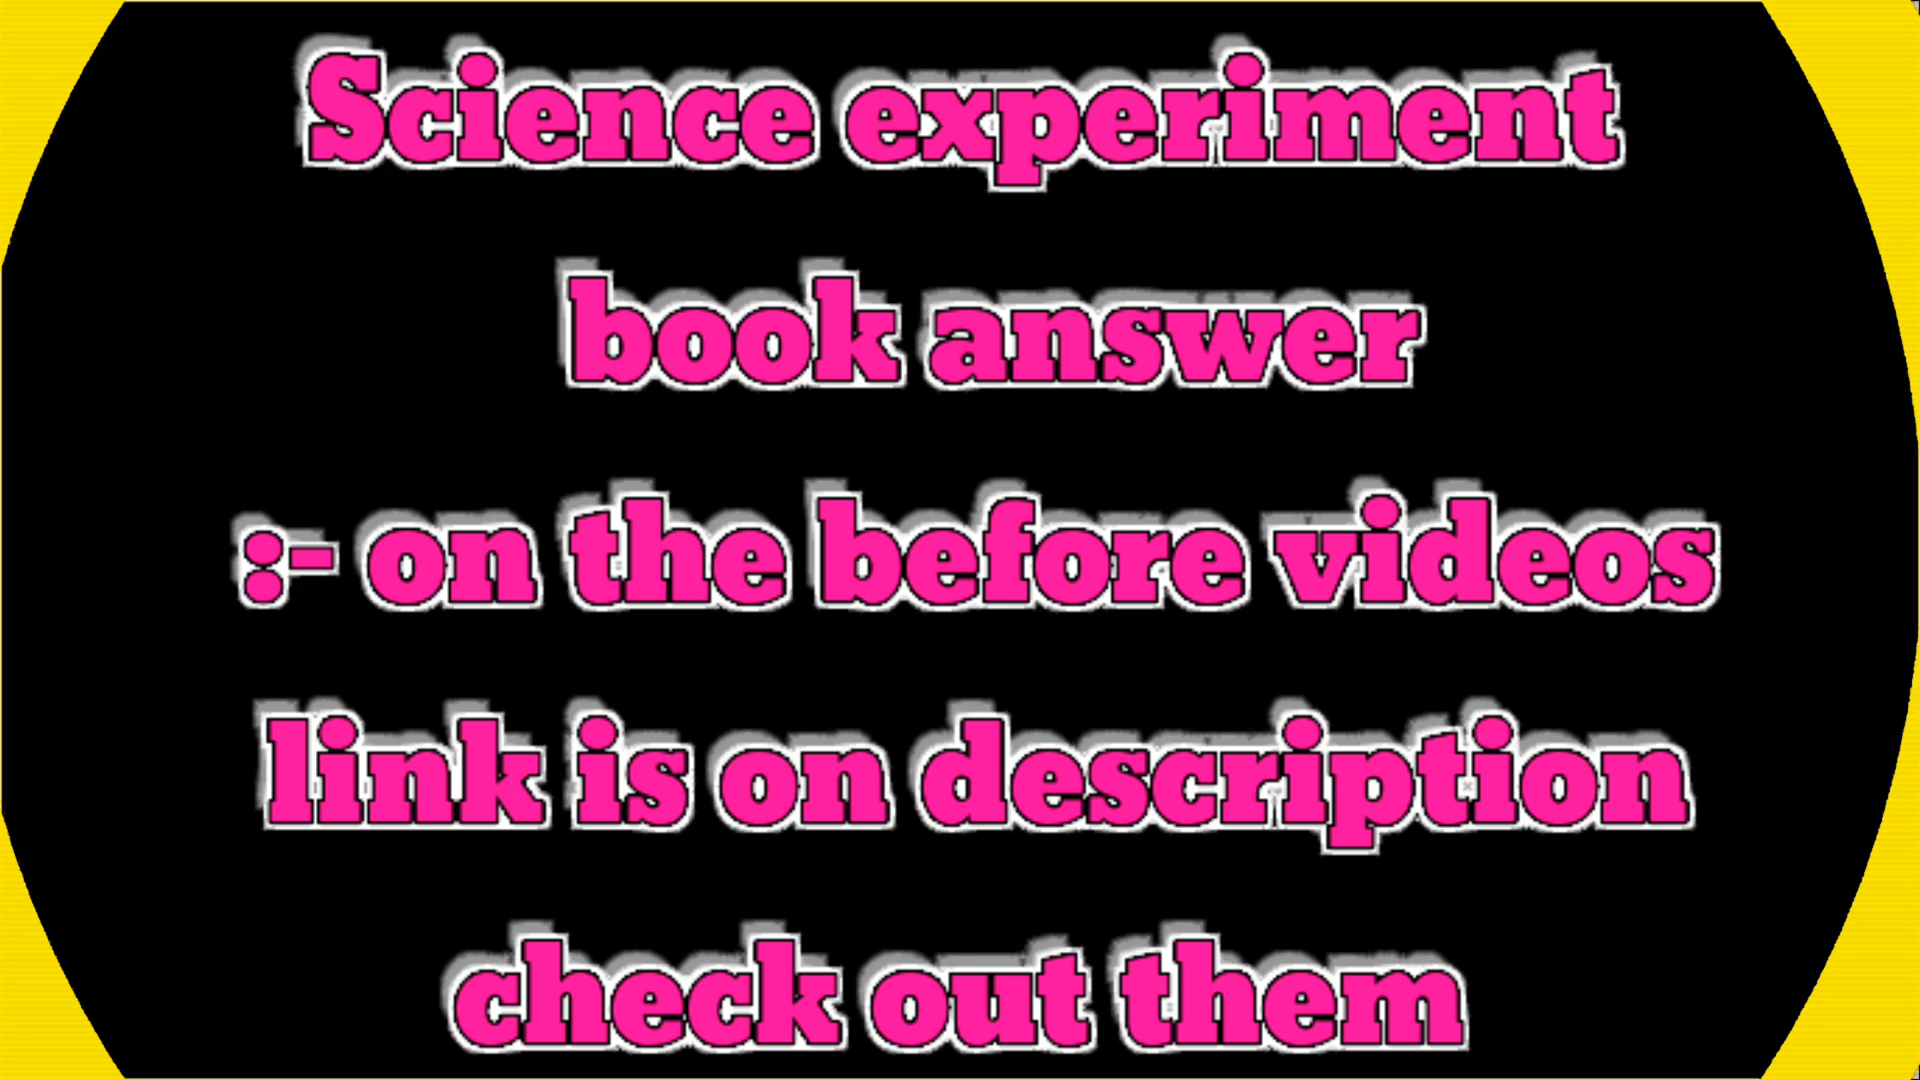 Science experiment
book answer
:- on the before videos
link is on description
check out them